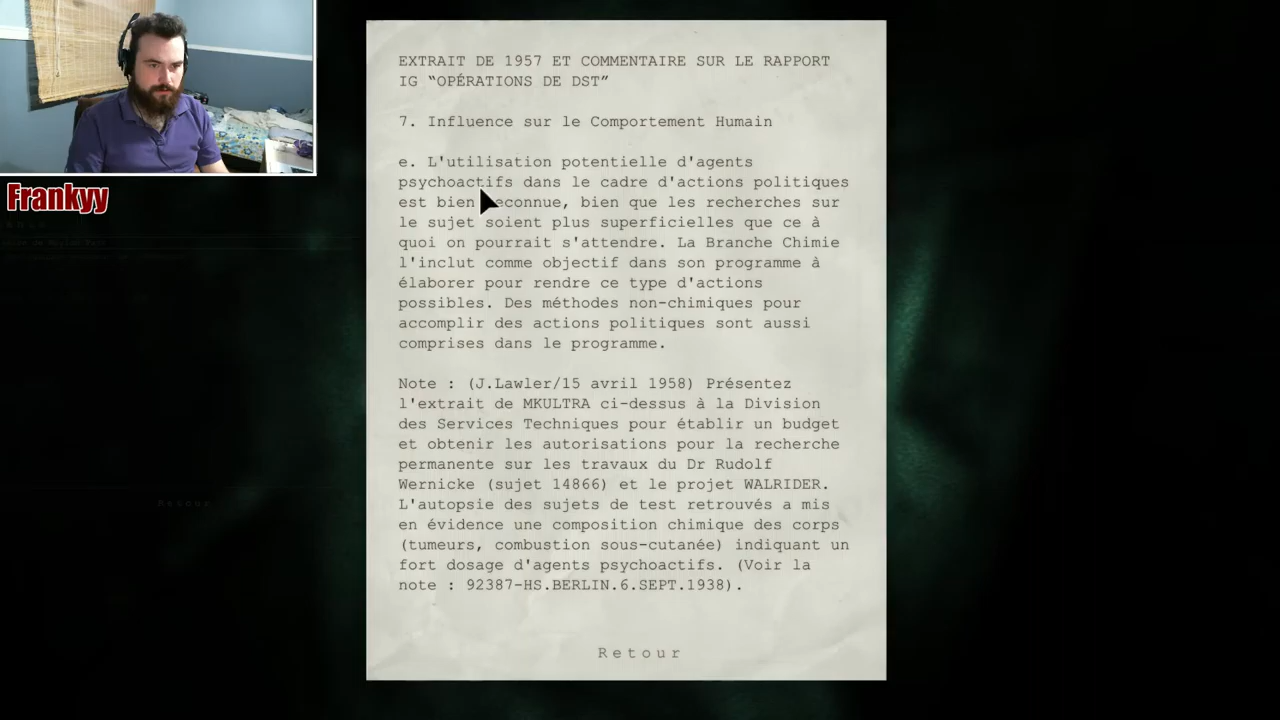 Frankyy
EXTRAIT DE 1957 ET COMMENTAIRE SUR LE RAPPORT
IG “OPÉRATIONS DE DST”
7. Influence sur le Comportement Humain
e. L'utilisation potentielle d'agents
psychoactifs dans le cadre d'actions politiques
est bien reconnue, bien que les recherches sur
le sujet soient plus superficielles que ce à
quoi on pourrait s'attendre. La Branche Chimie
l'inclut comme objectif dans son programme à
élaborer pour rendre ce type d'actions
possibles. Des méthodes non-chimiques pour
accomplir des actions politiques sont aussi
comprises dans le programme.
Note : (J.Lawler/15 avril 1958) Présentez
l'extrait de MKULTRA ci-dessus à la Division
des Services Techniques pour établir un budget
et obtenir les autorisations pour la recherche
permanente sur les travaux du Dr Rudolf
Wernicke (sujet 14866) et le projet WALRIDER.
L'autopsie des sujets de test retrouvés a mis
en évidence une composition chimique des corps
(tumeurs, combustion sous-cutanée) indiquant un
fort dosage d'agents psychoactifs. (Voir la
note : 92387-HS.BERLIN.6.SEPT.1938).
Retour
Retour